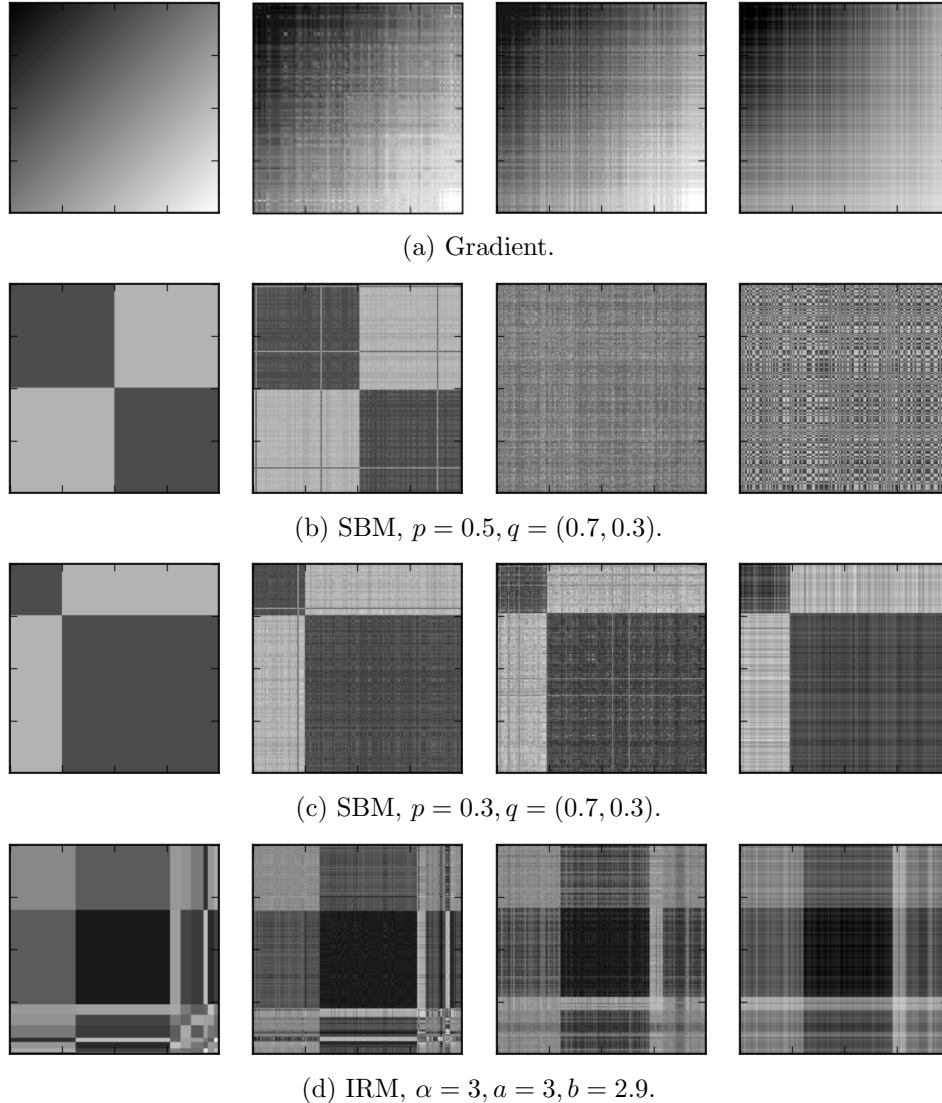 (a) Gradient.
(b) SBM, p = 0.5, q = (0.7, 0.3).
(c) SBM, p = 0.3, q = (0.7, 0.3).
(d) IRM, α = 3, a = 3, b = 2.9.